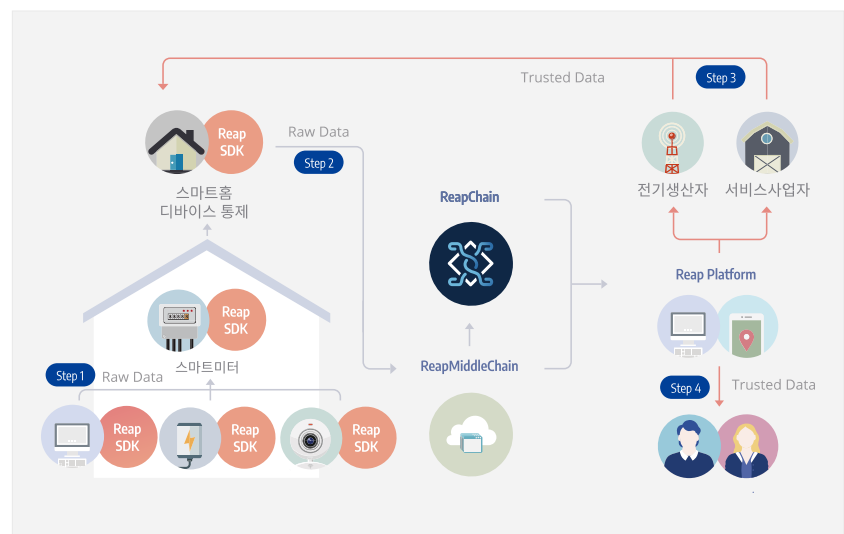 Trusted Data
Step 3
Reap
SDK
Raw Data
Step 2
스마트홈
디바이스 통제
전기생산자
서비스사업자
ReapChain
Reap Platform
Reap
SDK
스마트미터
ReapMiddleChain
Step 1
Raw Data
Step 4
Trusted Data
Reap
SDK
Reap
SDK
Reap
SDK